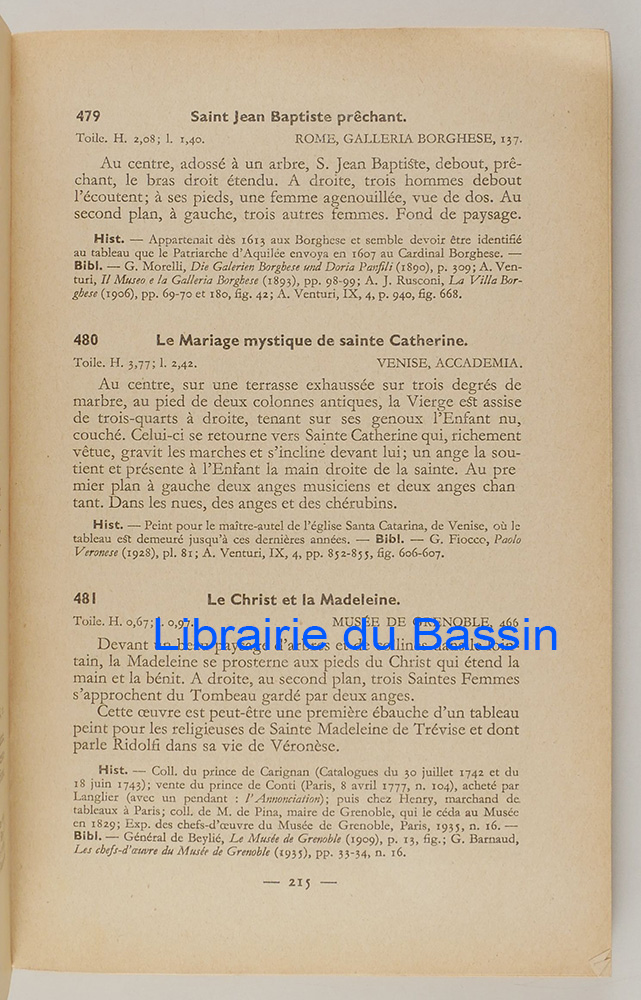 479 Saint Jean Baptiste prêchant.
Toile. H. 2,08; l. 1,40. ROME, GALLERIA BORGHESE, 137.
Au centre, adossé à un arbre, S. Jean Baptiste, debout, prê-
chant, le bras droit étendu. A droite, trois hommes debout
l'écoutent; à ses pieds, une femme agenouillée, vue de dos. Au
second plan, à gauche, trois autres femmes. Fond de paysage.
Hist. — Appartenait dès 1613 aux Borghese et semble devoir être identifié
au tableau que le Patriarche d'Aquilée envoya en 1607 au Cardinal Borghese. —
Bibl. — G. Morelli, Die Galerien Borghese und Doria Panfili (1890), p. 309; A. Ven-
turi, Il Museo e la Galleria Borghese (1893), pp. 98-99; A. J. Rusconi, La Villa Bor-
ghese (1906), pp. 69-70 et 180, fig. 42; A. Venturi, IX, 4, p. 940, fig. 668.
480 Le Mariage mystique de sainte Catherine.
Toile. H. 3,77; l. 2,42. VENISE, ACCADEMIA.
Au centre, sur une terrasse exhaussée sur trois degrés de
marbre, au pied de deux colonnes antiques, la Vierge est assise
de trois-quarts à droite, tenant sur ses genoux l'Enfant nu,
couché. Celui-ci se retourne vers Sainte Catherine qui, richement
vêtue, gravit les marches et s'incline devant lui; un ange la sou-
tient et présente à l'Enfant la main droite de la sainte. Au pre
mier plan à gauche deux anges musiciens et deux anges chan
tant. Dans les nues, des anges et des chérubins.
Hist. — Peint pour le maître-autel de l'église Santa Catarina, de Venise, où le
tableau est demeuré jusqu'à ces dernières années. — Bibl. — G. Fiocco, Paolo
Veronese (1928), pl. 81; A. Venturi, IX, 4, pp. 852-855, fig. 606-607.
481 Le Christ et la Madeleine.
Toile. H. 0,67; l. 0,97. MUSÉE DE GRENOBLE, 466
Librairie du Bassin
Devant un beau paysage d'arbres et de collines dans le loin-
tain, la Madeleine se prosterne aux pieds du Christ qui étend la
main et la bénit. A droite, au second plan, trois Saintes Femmes
s'approchent du Tombeau gardé par deux anges.
Cette œuvre est peut-être une première ébauche d'un tableau
peint pour les religieuses de Sainte Madeleine de Trévise et dont
parle Ridolfi dans sa vie de Véronèse.
Hist. — Coll. du prince de Carignan (Catalogues du 30 juillet 1742 et du
18 juin 1743); vente du prince de Conti (Paris, 8 avril 1777, n. 104), acheté par
Langlier (avec un pendant : l'Annonciation); puis chez Henry, marchand de
tableaux à Paris; coll. de M. de Pina, maire de Grenoble, qui le céda au Musée
en 1829; Exp. des chefs-d'œuvre du Musée de Grenoble, Paris, 1935, n. 16. —
Bibl. — Général de Beylié, Le Musée de Grenoble (1909), p. 13, fig.; G. Barnaud,
Les chefs-d'œuvre du Musée de Grenoble (1935), pp. 33-34, n. 16.
— 215 —